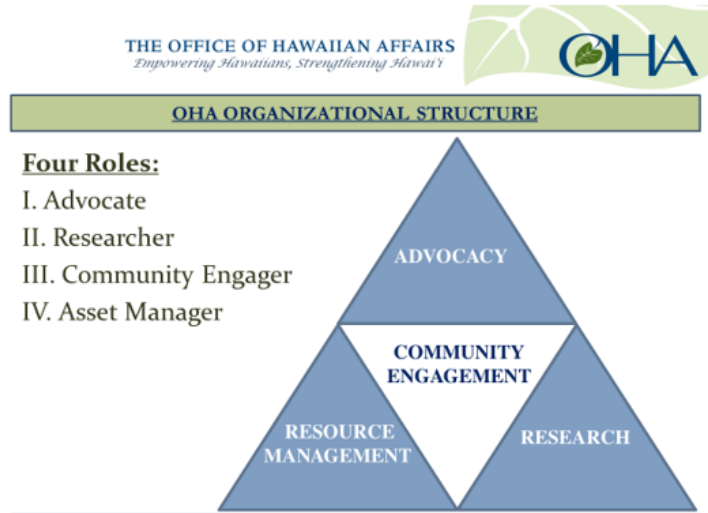 THE OFFICE OF HAWAIIAN AFFAIRS
Empowering Hawaiians, Strengthening Hawai'i
OHA
OHA ORGANIZATIONAL STRUCTURE
Four Roles:
I. Advocate
II. Researcher
III. Community Engager
IV. Asset Manager
ADVOCACY
COMMUNITY
ENGAGEMENT
RESOURCE
MANAGEMENT
RESEARCH